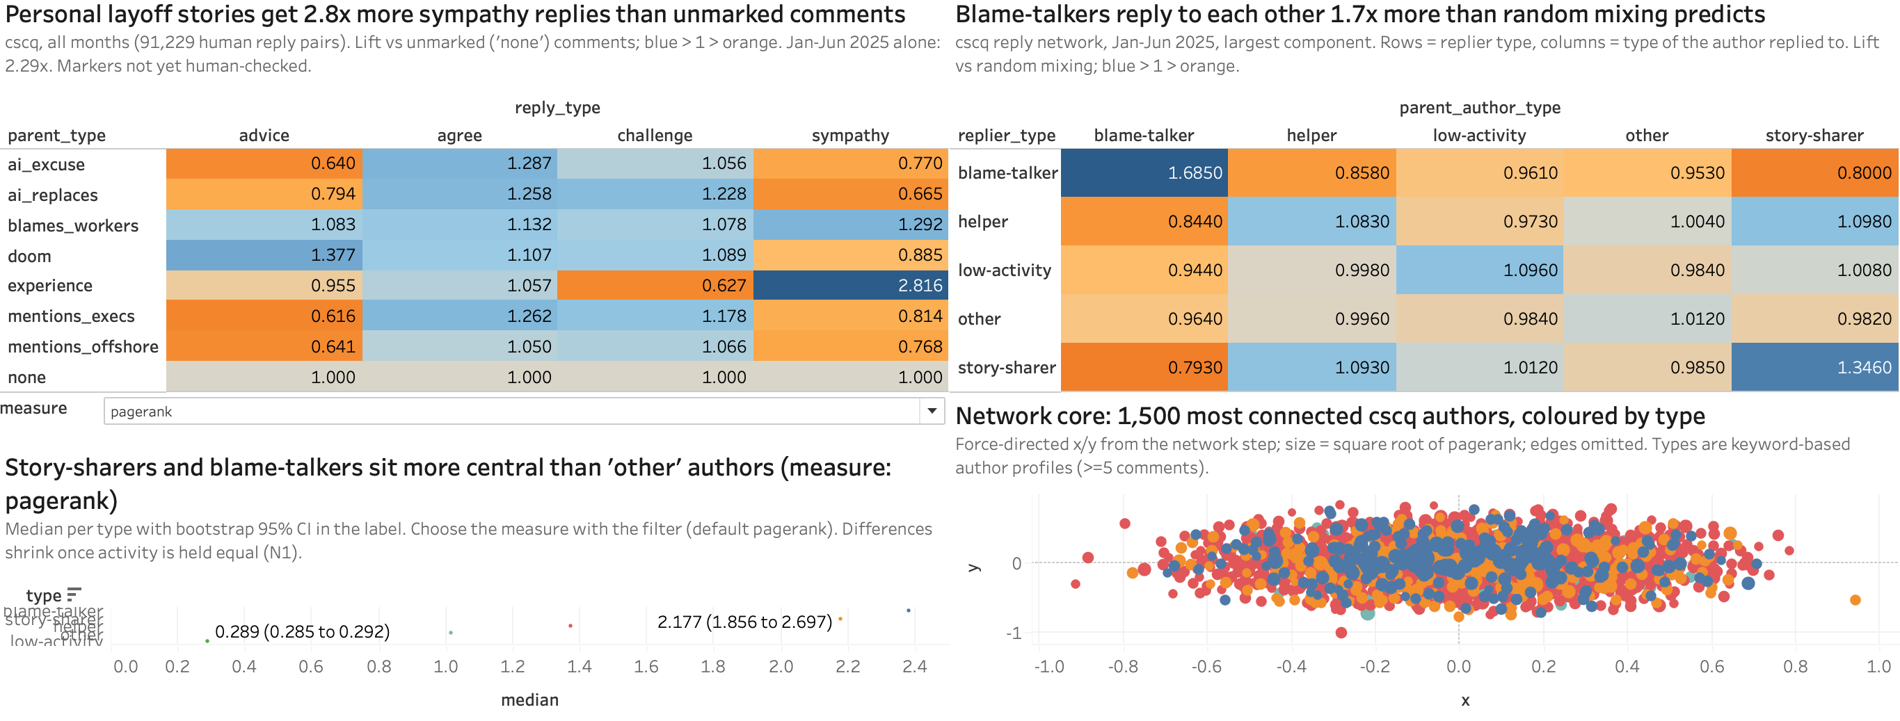 Personal layoff stories get 2.8x more sympathy replies than unmarked comments
cscq, all months (91,229 human reply pairs). Lift vs unmarked ('none') comments; blue > 1 > orange. Jan-Jun 2025 alone:
2.29x. Markers not yet human-checked.
reply_type
parent_type advice agree challenge sympathy
ai_excuse 0.640 1.287 1.056 0.770
ai_replaces 0.794 1.258 1.228 0.665
blames_workers 1.083 1.132 1.078 1.292
doom 1.377 1.107 1.089 0.885
experience 0.955 1.057 0.627 2.816
mentions_execs 0.616 1.262 1.178 0.814
mentions_offshore 0.641 1.050 1.066 0.768
none 1.000 1.000 1.000 1.000
Blame-talkers reply to each other 1.7x more than random mixing predicts
cscq reply network, Jan-Jun 2025, largest component. Rows = replier type, columns = type of the author replied to. Lift
vs random mixing; blue > 1 > orange.
parent_author_type
replier_type blame-talker helper low-activity other story-sharer
blame-talker 1.6850 0.8580 0.9610 0.9530 0.8000
helper 0.8440 1.0830 0.9730 1.0040 1.0980
low-activity 0.9440 0.9980 1.0960 0.9840 1.0080
other 0.9640 0.9960 0.9840 1.0120 0.9820
story-sharer 0.7930 1.0930 1.0120 0.9850 1.3460
measure pagerank
Story-sharers and blame-talkers sit more central than 'other' authors (measure:
pagerank)
Median per type with bootstrap 95% CI in the label. Choose the measure with the filter (default pagerank). Differences
shrink once activity is held equal (N1).
type
blame-talker
story-sharer
helper
other
low-activity
2.177 (1.856 to 2.697)
0.289 (0.285 to 0.292)
0.0 0.2 0.4 0.6 0.8 1.0 1.2 1.4 1.6 1.8 2.0 2.2 2.4
median
Network core: 1,500 most connected cscq authors, coloured by type
Force-directed x/y from the network step; size = square root of pagerank; edges omitted. Types are keyword-based
author profiles (>=5 comments).
y
0
-1
-1.0 -0.8 -0.6 -0.4 -0.2 0.0 0.2 0.4 0.6 0.8 1.0
x